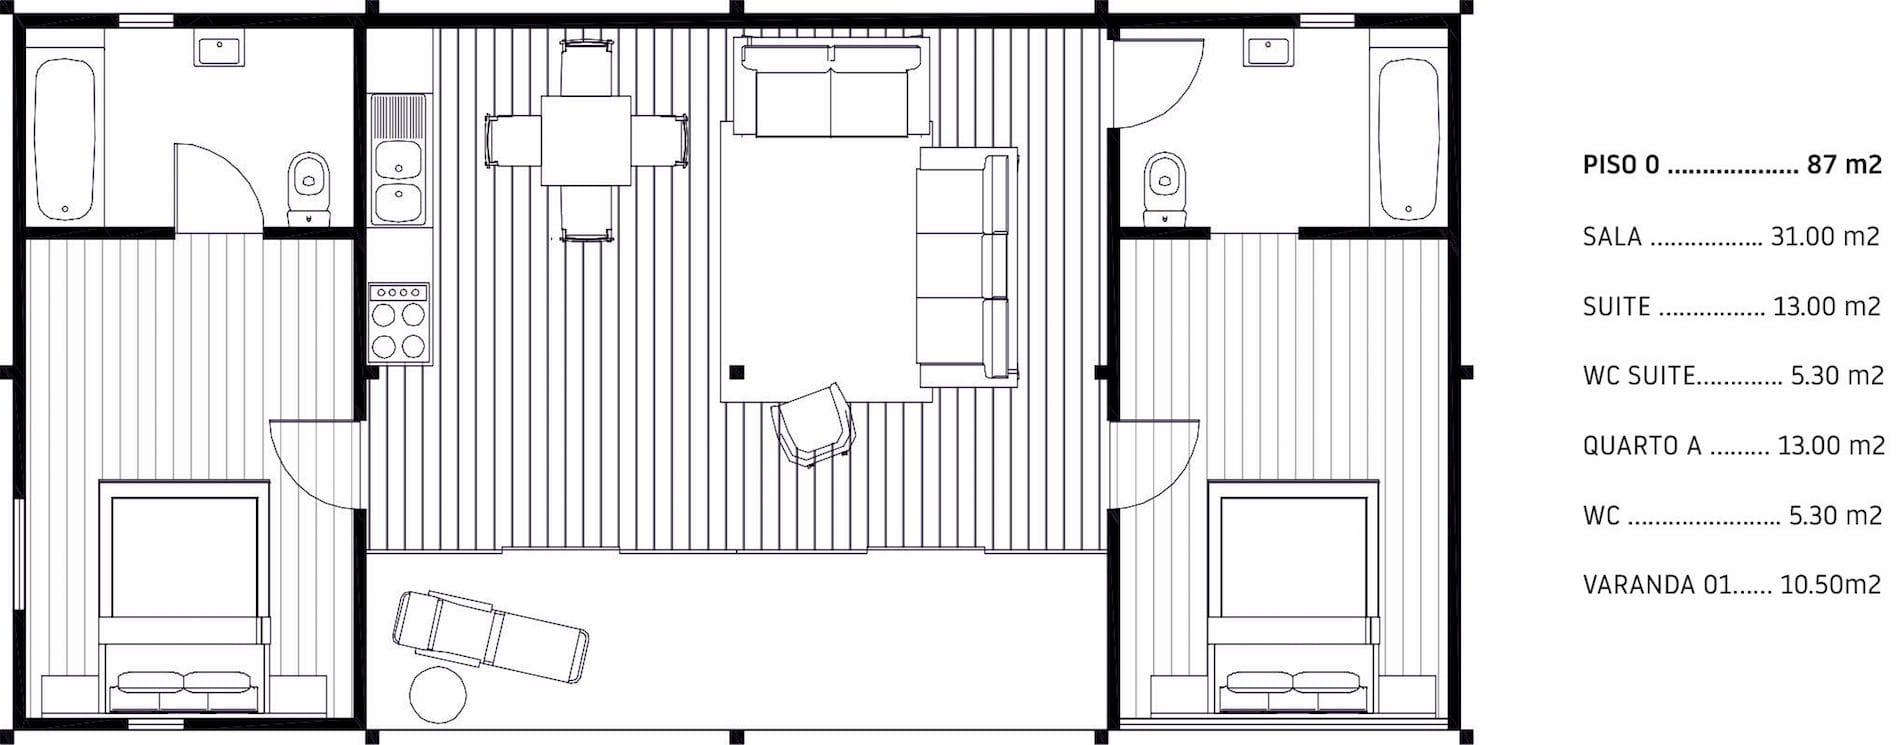 PISO 0 ................... 87 m2
SALA ................. 31.00 m2
SUITE ................ 13.00 m2
WC SUITE............. 5.30 m2
QUARTO A ......... 13.00 m2
WC ....................... 5.30 m2
VARANDA 01...... 10.50m2